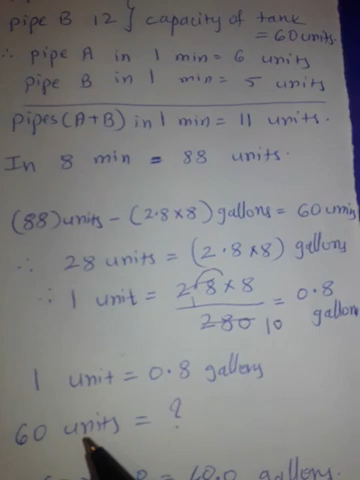 pipe B 12 } capacity of tank
= 60 units.
∴ pipe A in 1 min = 6 units
pipe B in 1 min = 5 units
pipes (A+B) in 1 min = 11 units.
In 8 min = 88 units.
(88) units - (2.8 x 8) gallons = 60 units
∴ 28 units = (2.8 x 8) gallons
∴ 1 unit = 2.8 x 8 / 280 10 = 0.8 gallon
1 unit = 0.8 gallons
60 units = ?
= gallons.